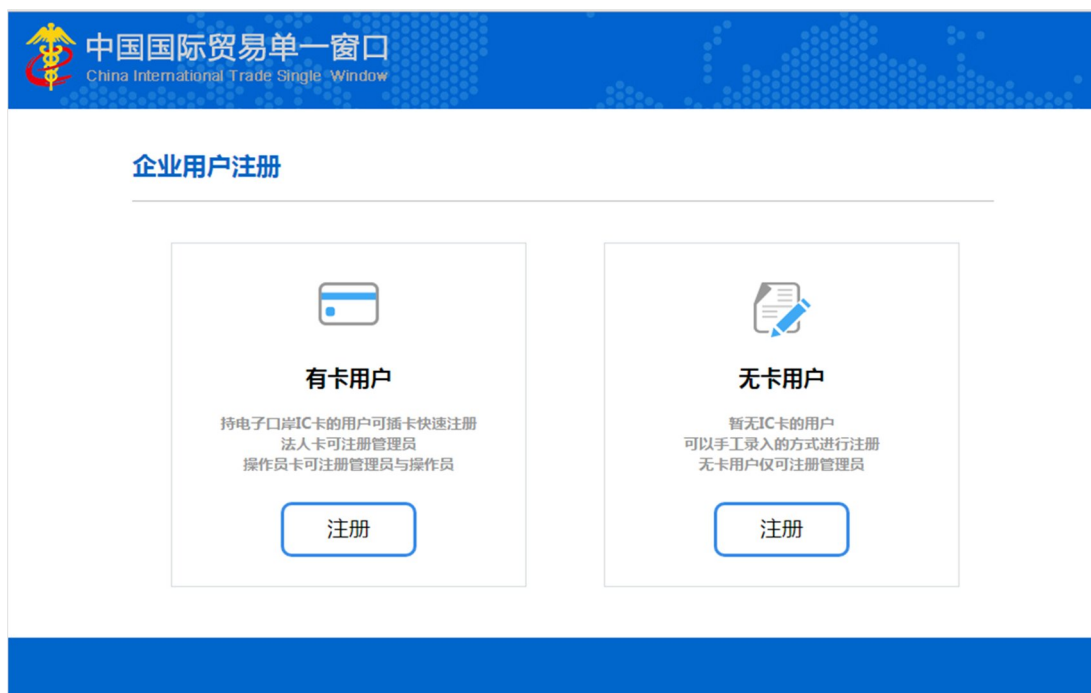 中国国际贸易单一窗口
China International Trade Single Window
企业用户注册
有卡用户
持电子口岸IC卡的用户可插卡快速注册
法人卡可注册管理员
操作员卡可注册管理员与操作员
注册
无卡用户
暂无IC卡的用户
可以手工录入的方式进行注册
无卡用户仅可注册管理员
注册